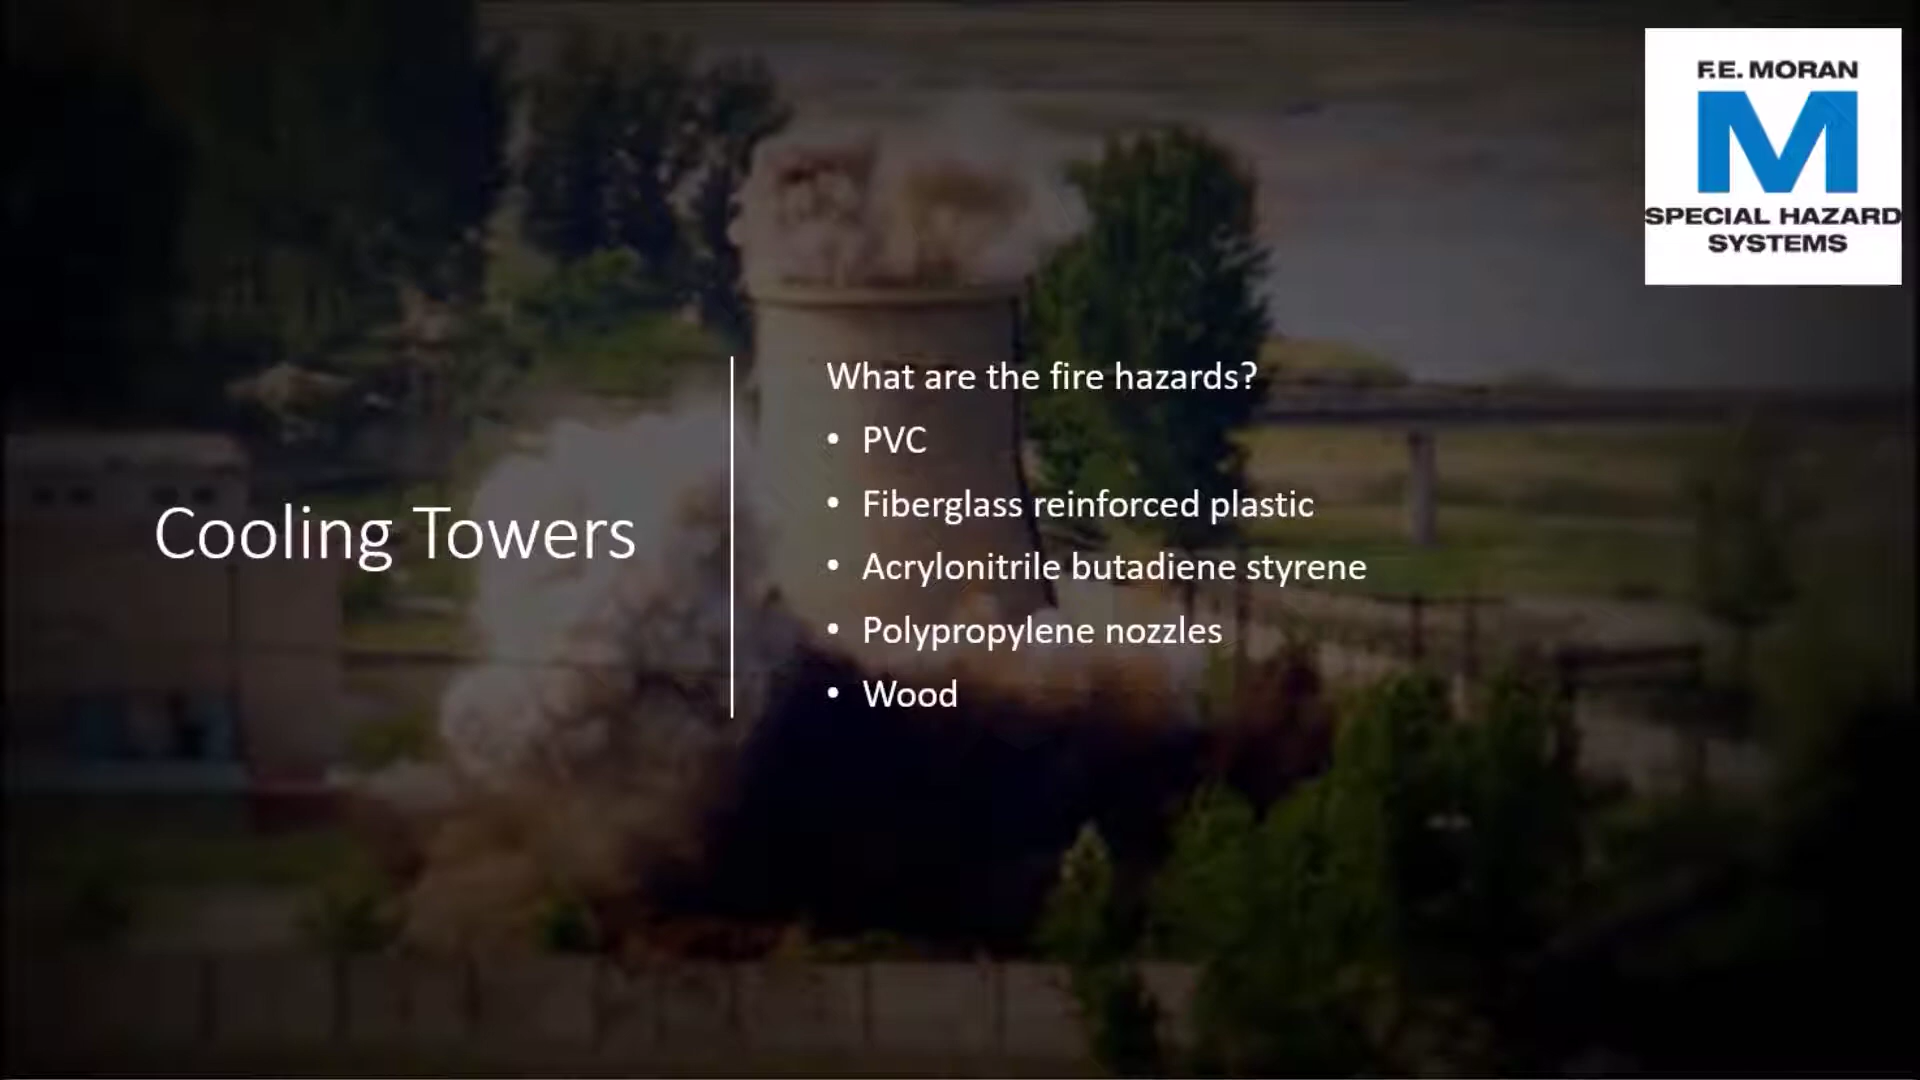 F.E. MORAN
M
SPECIAL HAZARD
SYSTEMS
Cooling Towers
What are the fire hazards?
• PVC
• Fiberglass reinforced plastic
• Acrylonitrile butadiene styrene
• Polypropylene nozzles
• Wood